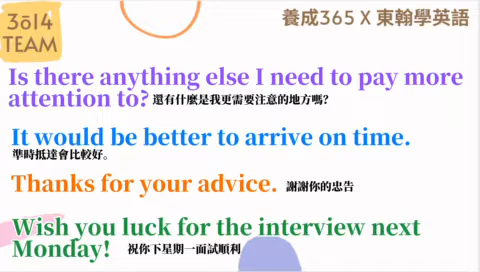 3ō14
TEAM
養成365 X 東翰學英語
Is there anything else I need to pay more
attention to? 還有什麼是我更需要注意的地方嗎?
It would be better to arrive on time.
準時抵達會比較好。
Thanks for your advice. 謝謝你的忠告
Wish you luck for the interview next
Monday! 祝你下星期一面試順利